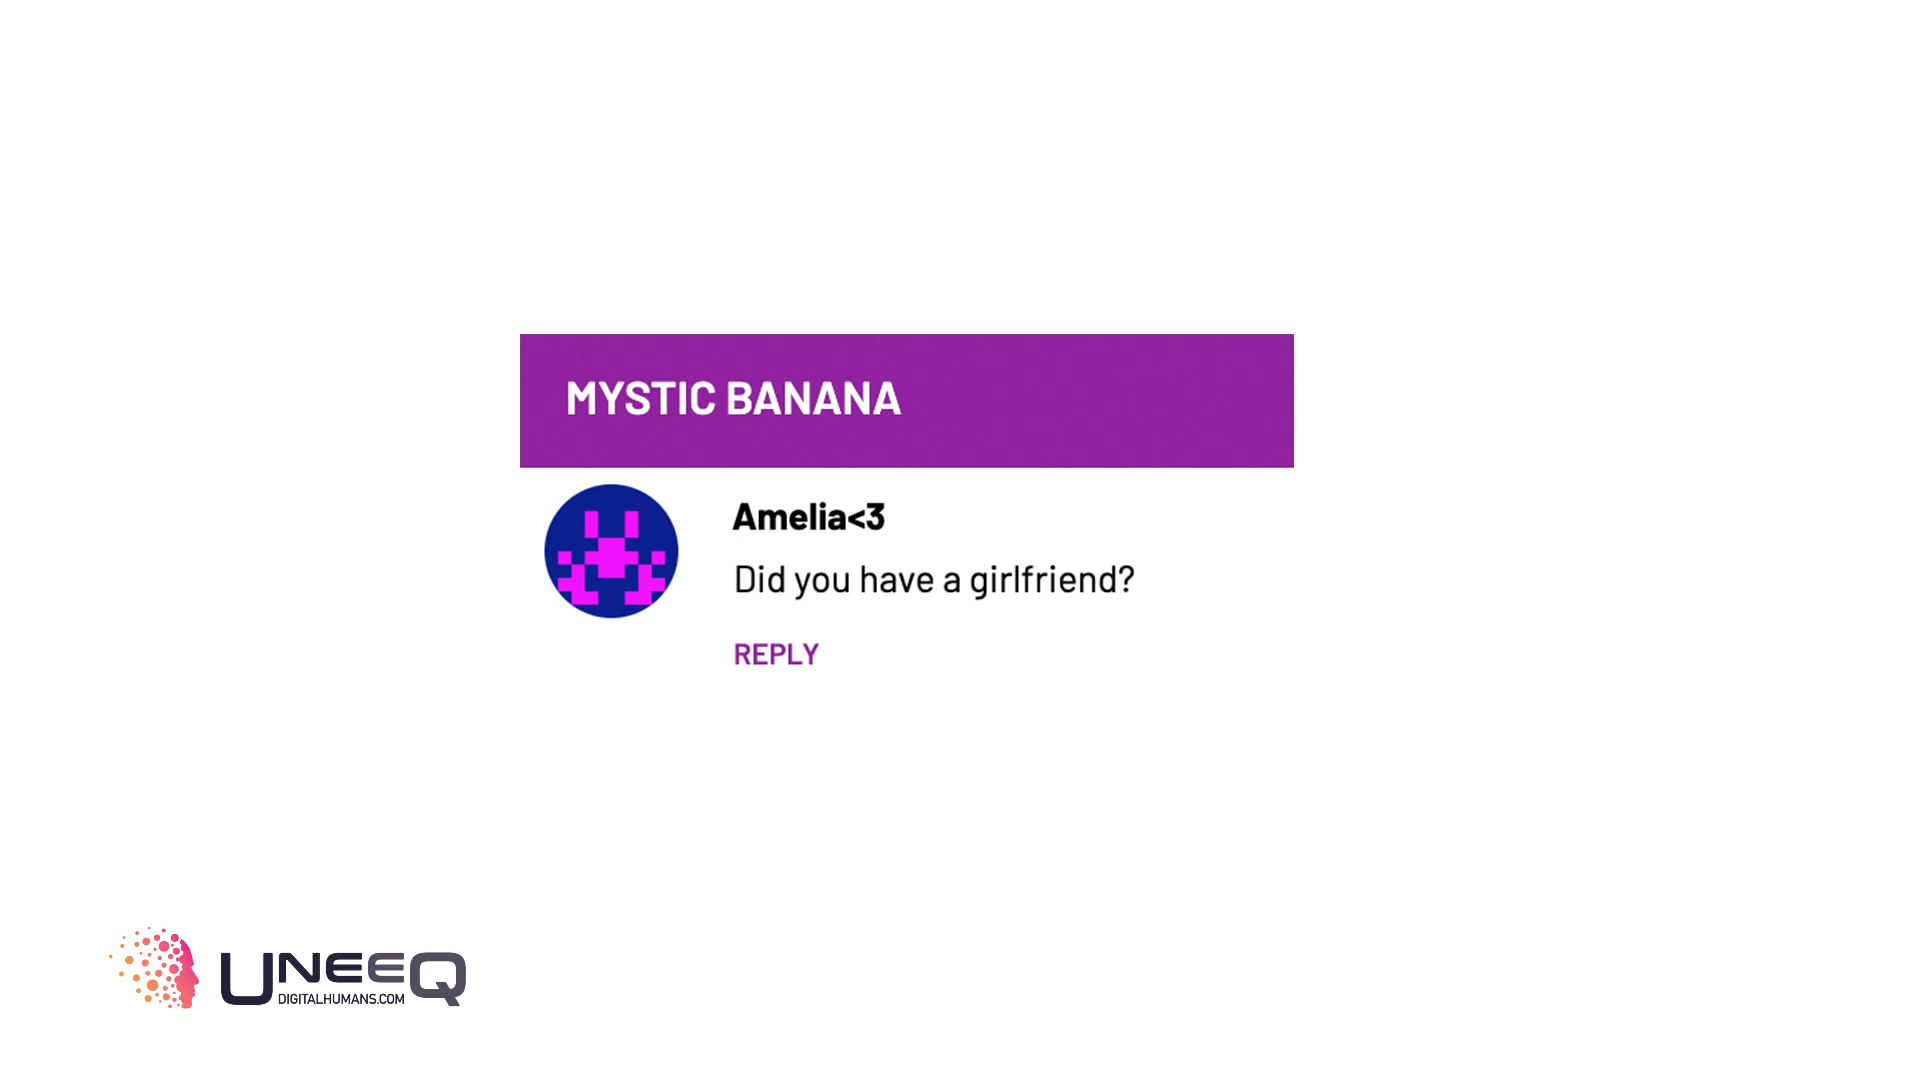 MYSTIC BANANA
Amelia<3
Did you have a girlfriend?
REPLY
UNEEQ
DIGITALHUMANS.COM